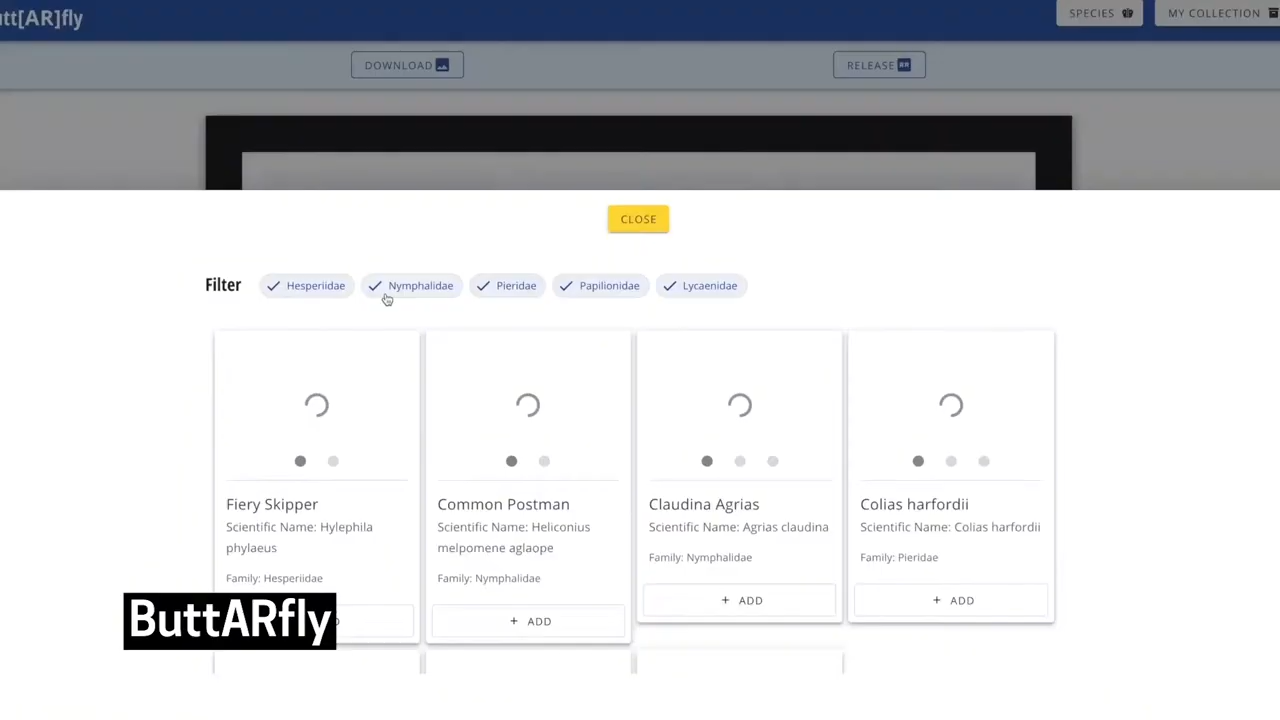 tt[AR]fly
SPECIES
MY COLLECTION
DOWNLOAD
RELEASE
CLOSE
Filter
Hesperiidae
Nymphalidae
Pieridae
Papilionidae
Lycaenidae
Fiery Skipper
Scientific Name: Hylephila
phylaeus
Family: Hesperiidae
Common Postman
Scientific Name: Heliconius
melpomene aglaope
Family: Nymphalidae
+ ADD
Claudina Agrias
Scientific Name: Agrias claudina
Family: Nymphalidae
+ ADD
Colias harfordii
Scientific Name: Colias harfordii
Family: Pieridae
+ ADD
ButtARfly